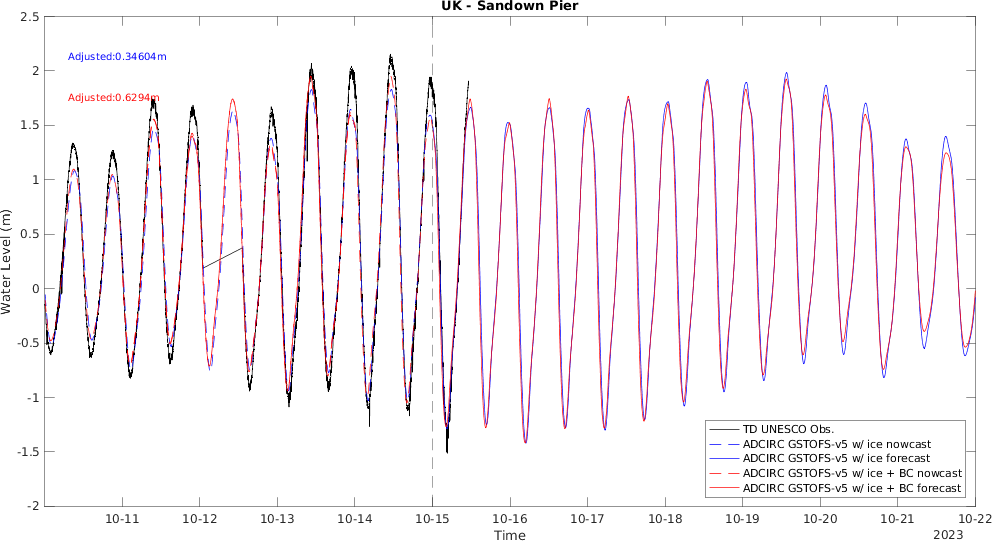 UK - Sandown Pier
2.5
2
1.5
1
0.5
0
-0.5
-1
-1.5
-2
Water Level (m)
Adjusted:0.34604m
Adjusted:0.6294m
TD UNESCO Obs.
ADCIRC GSTOFS-v5 w/ ice nowcast
ADCIRC GSTOFS-v5 w/ ice forecast
ADCIRC GSTOFS-v5 w/ ice + BC nowcast
ADCIRC GSTOFS-v5 w/ ice + BC forecast
10-11 10-12 10-13 10-14 10-15 10-16 10-17 10-18 10-19 10-20 10-21 10-22
Time
2023